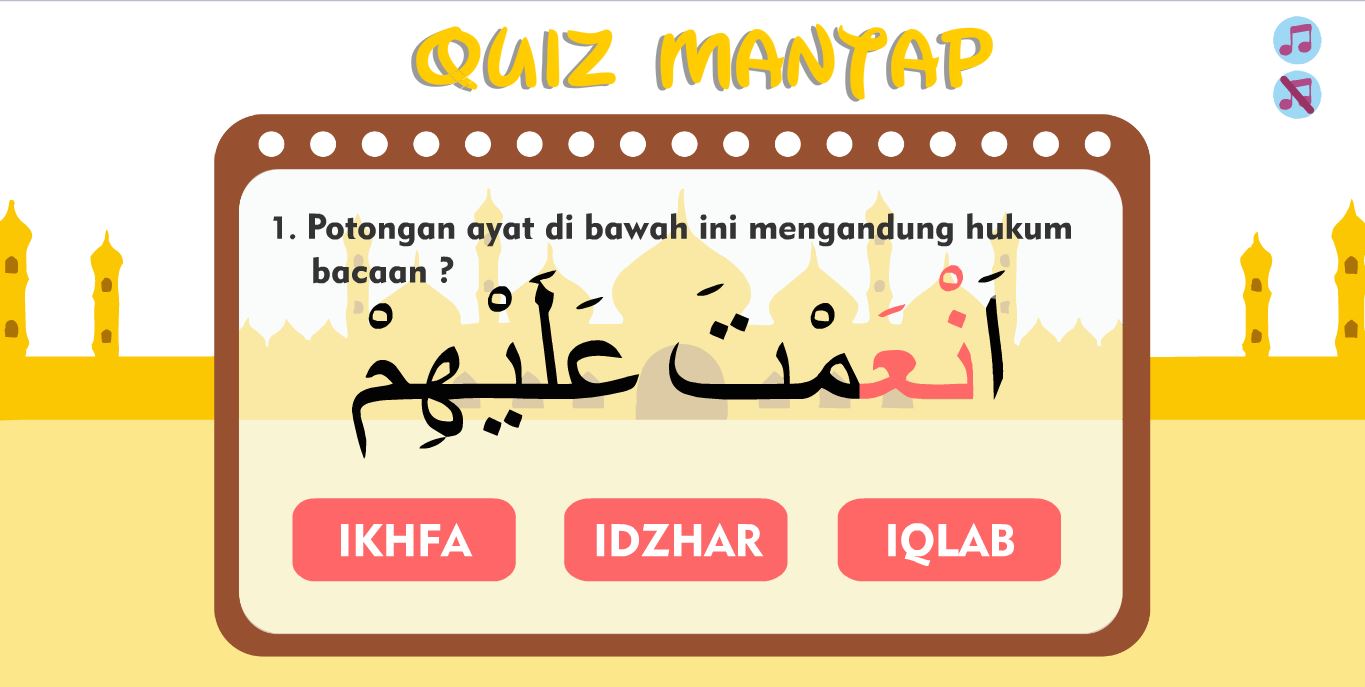 QUIZ MANTAP
1. Potongan ayat di bawah ini mengandung hukum
bacaan ?
اَنْعَمْتَ عَلَيْهِمْ
IKHFA
IDZHAR
IQLAB